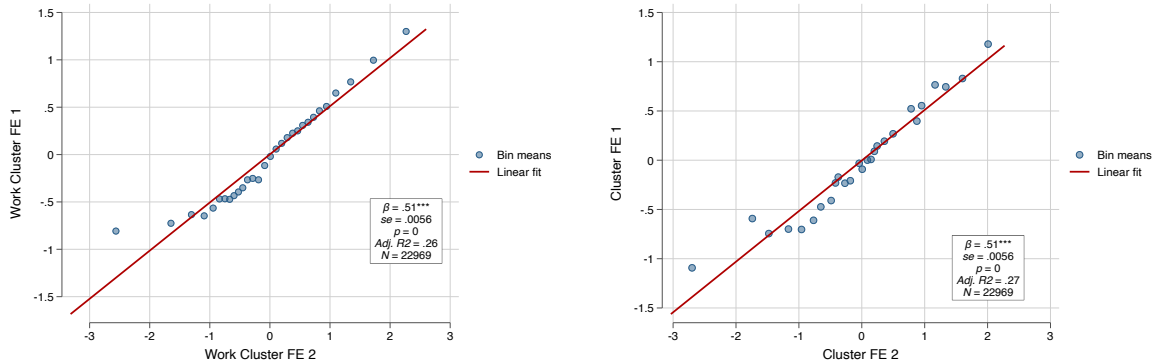 1.5
1
.5
0
-.5
-1
-1.5
Work Cluster FE 1
-3
-2
-1
0
1
2
3
Work Cluster FE 2
β = .51***
se = .0056
p = 0
Adj. R2 = .26
N = 22969
Bin means
Linear fit
1.5
1
.5
0
-.5
-1
-1.5
Cluster FE 1
-3
-2
-1
0
1
2
3
Cluster FE 2
β = .51***
se = .0056
p = 0
Adj. R2 = .27
N = 22969
Bin means
Linear fit